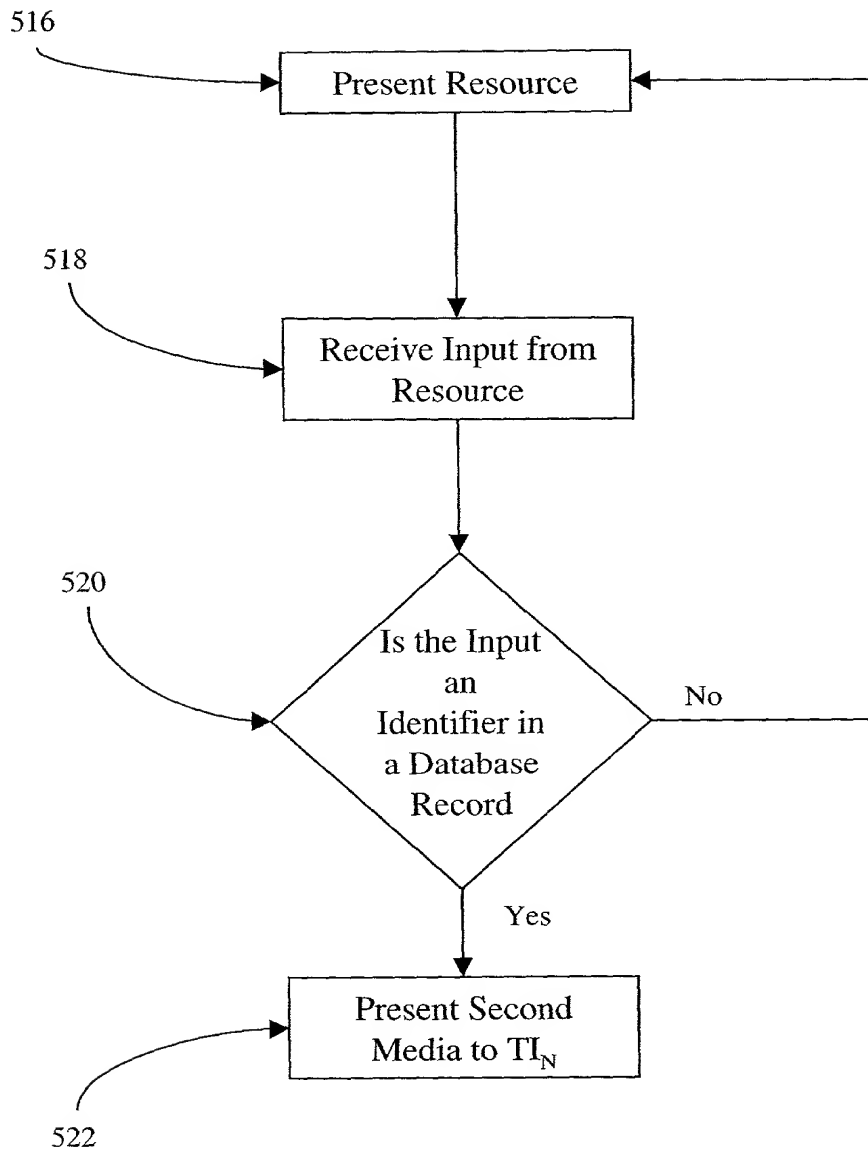 516
Present Resource
518
Receive Input from
Resource
520
Is the Input
an
Identifier in
a Database
Record
No
Yes
Present Second
Media to TI_N
522